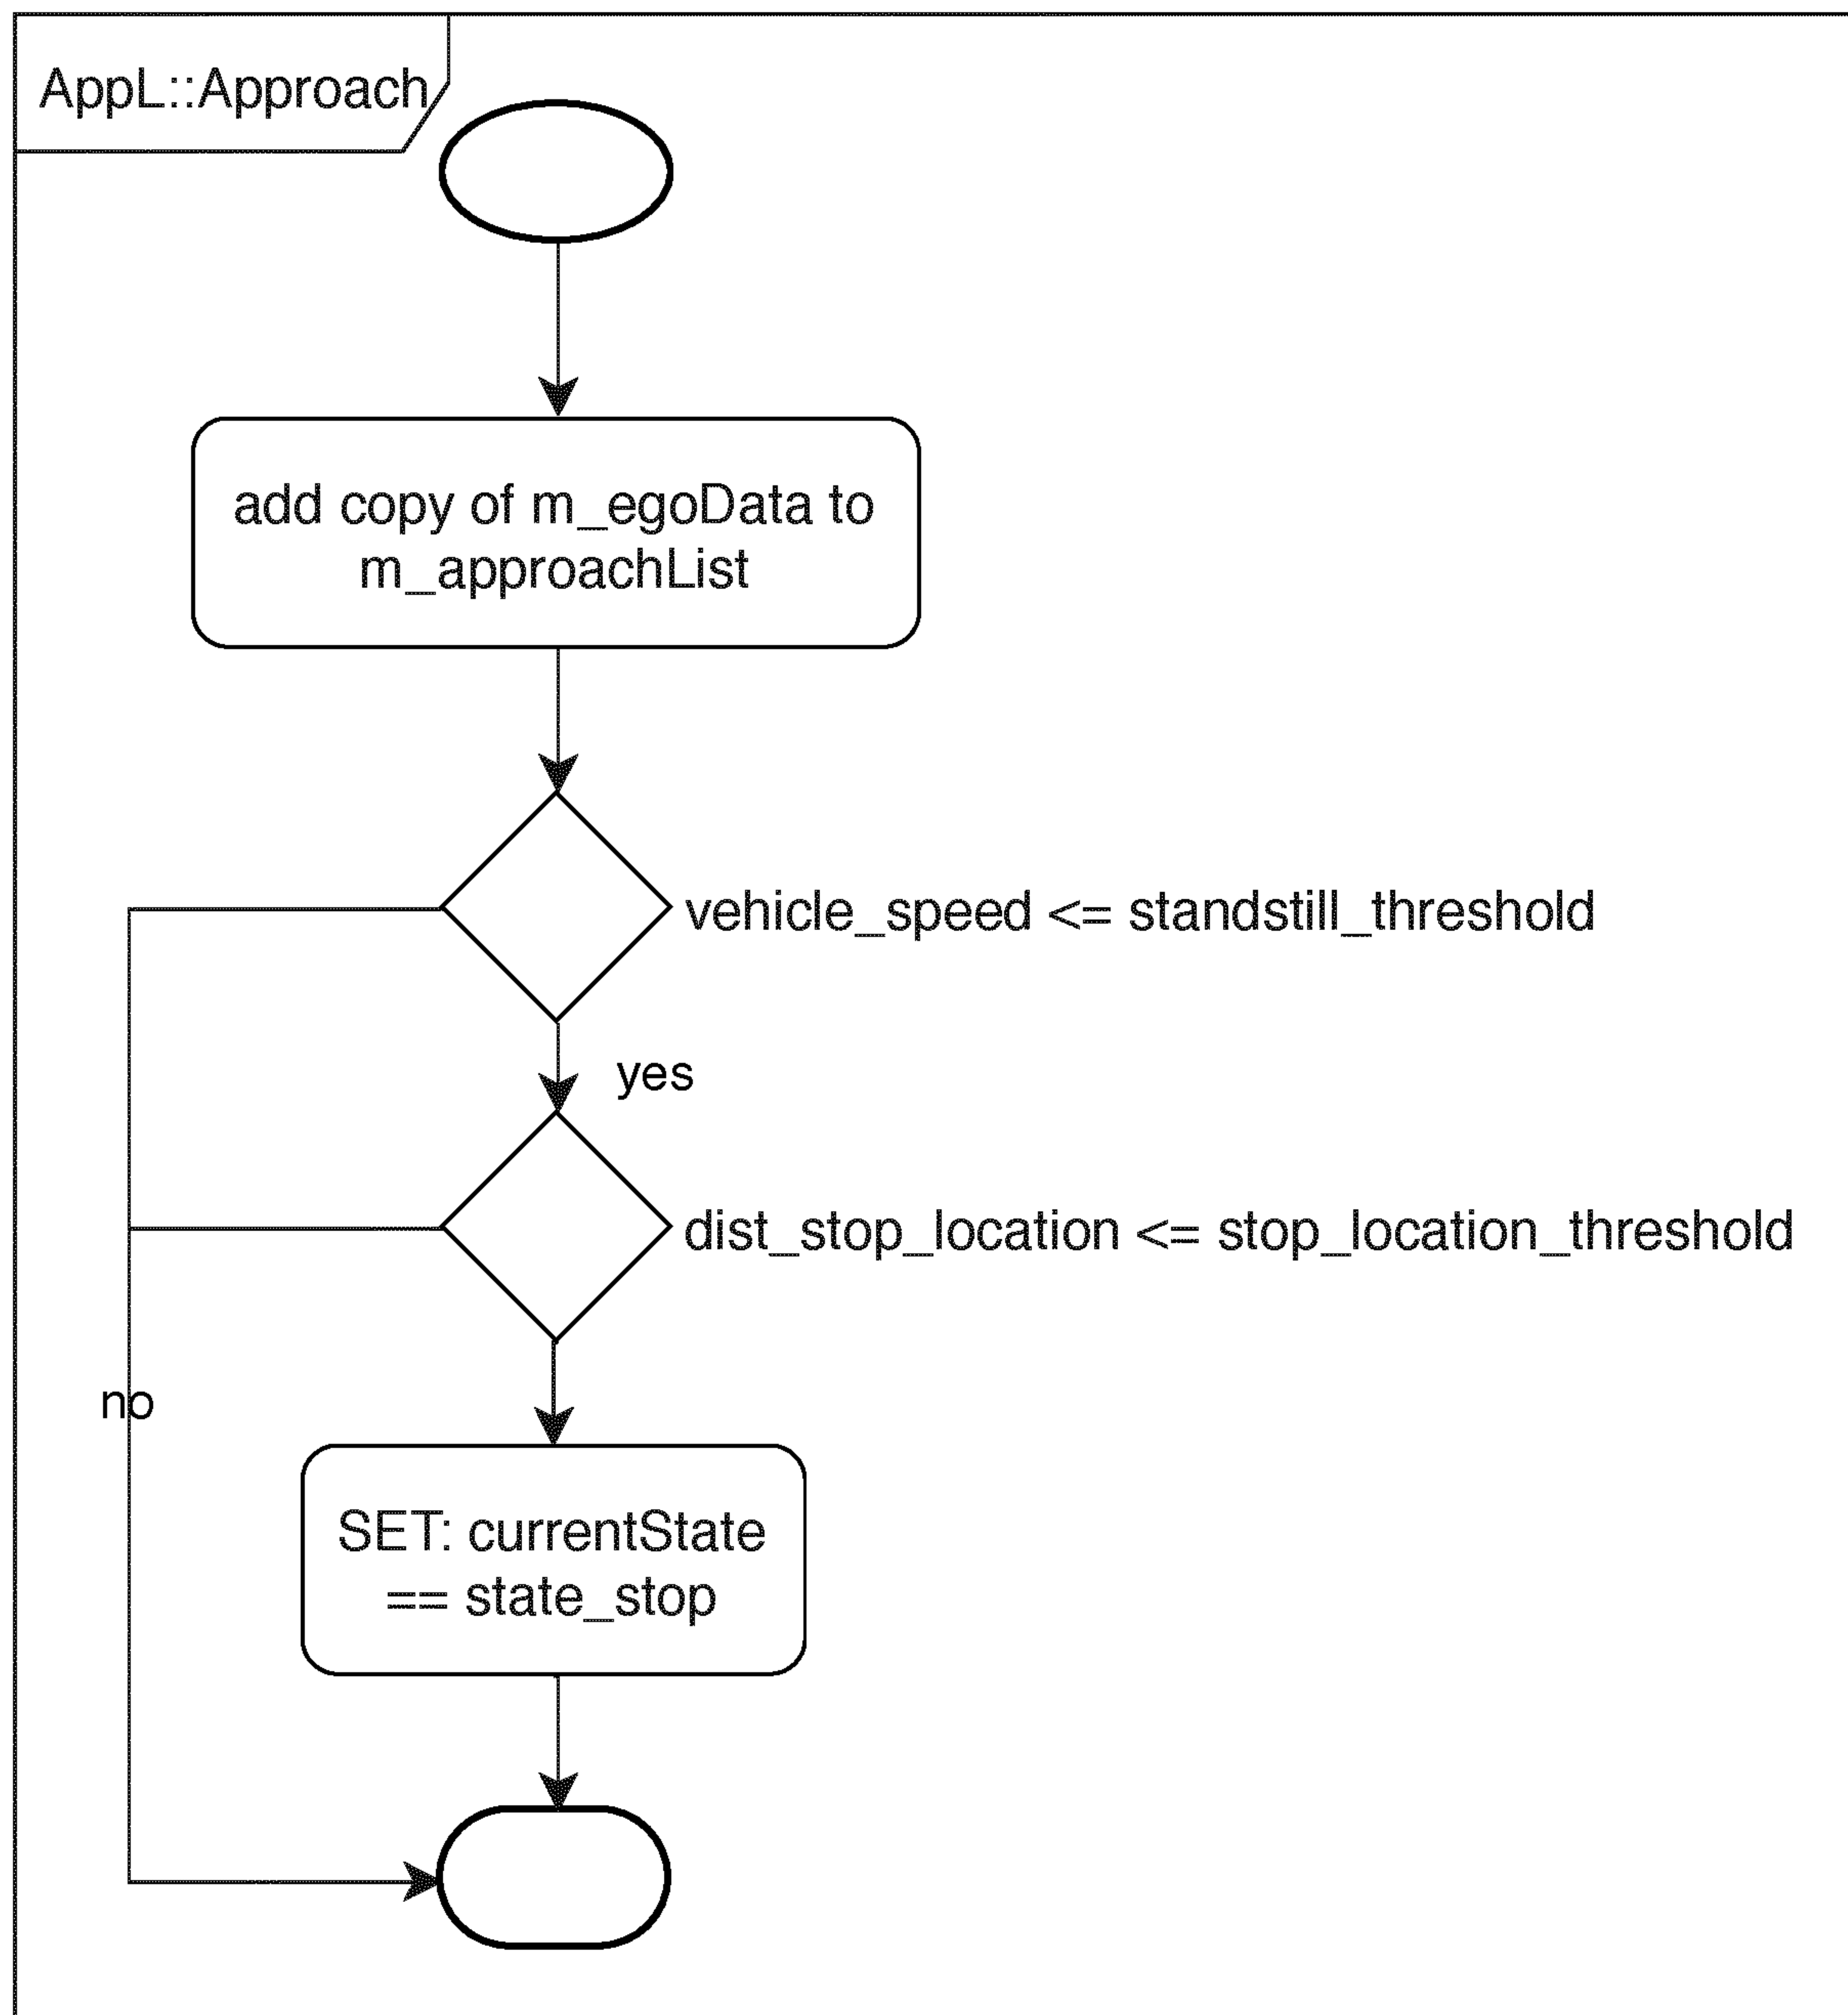 AppL::Approach
add copy of m_egoData to
m_approachList
vehicle_speed <= standstill_threshold
yes
dist_stop_location <= stop_location_threshold
no
SET: currentState
== state_stop